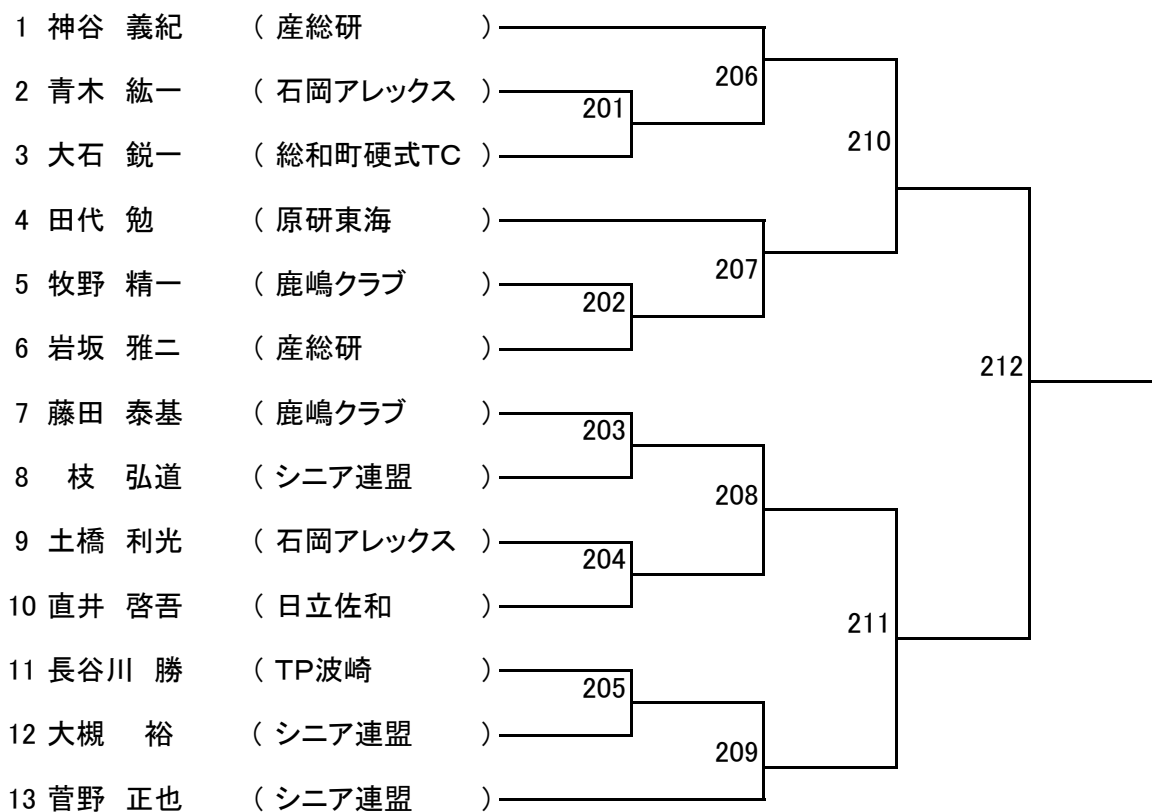 1 神谷 義紀 ( 産総研 )
206
2 青木 紘一 ( 石岡アレックス )
201
3 大石 鋭一 ( 総和町硬式TC )
210
4 田代 勉 ( 原研東海 )
207
5 牧野 精一 ( 鹿嶋クラブ )
202
6 岩坂 雅二 ( 産総研 )
212
7 藤田 泰基 ( 鹿嶋クラブ )
203
8 枝 弘道 ( シニア連盟 )
208
9 土橋 利光 ( 石岡アレックス )
204
10 直井 啓吾 ( 日立佐和 )
211
11 長谷川 勝 ( TP波崎 )
205
12 大槻 裕 ( シニア連盟 )
209
13 菅野 正也 ( シニア連盟 )